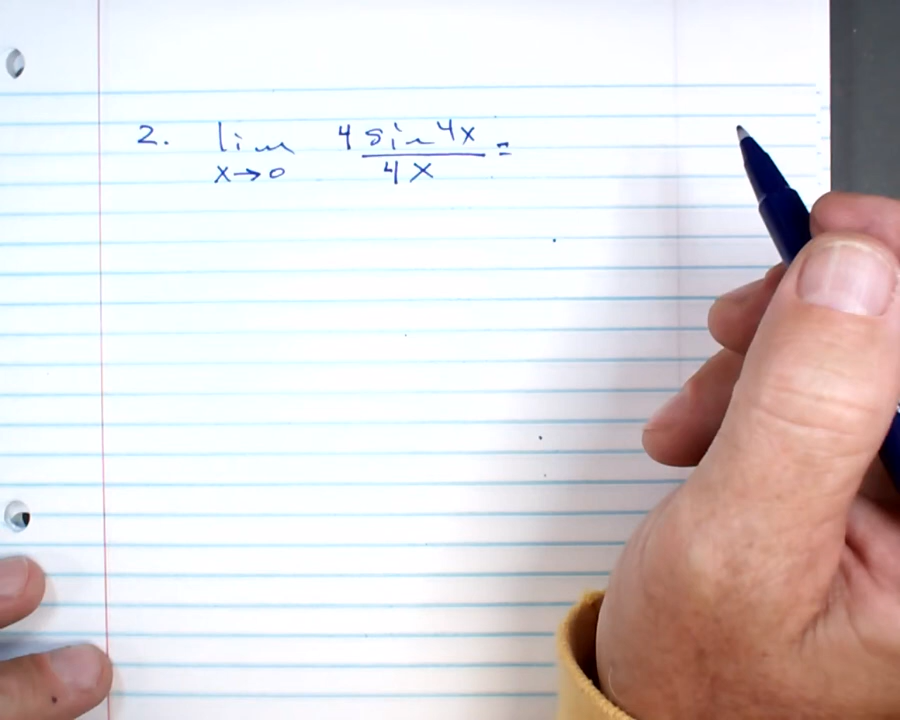 2. lim 4 sin 4x =
x→0 4x